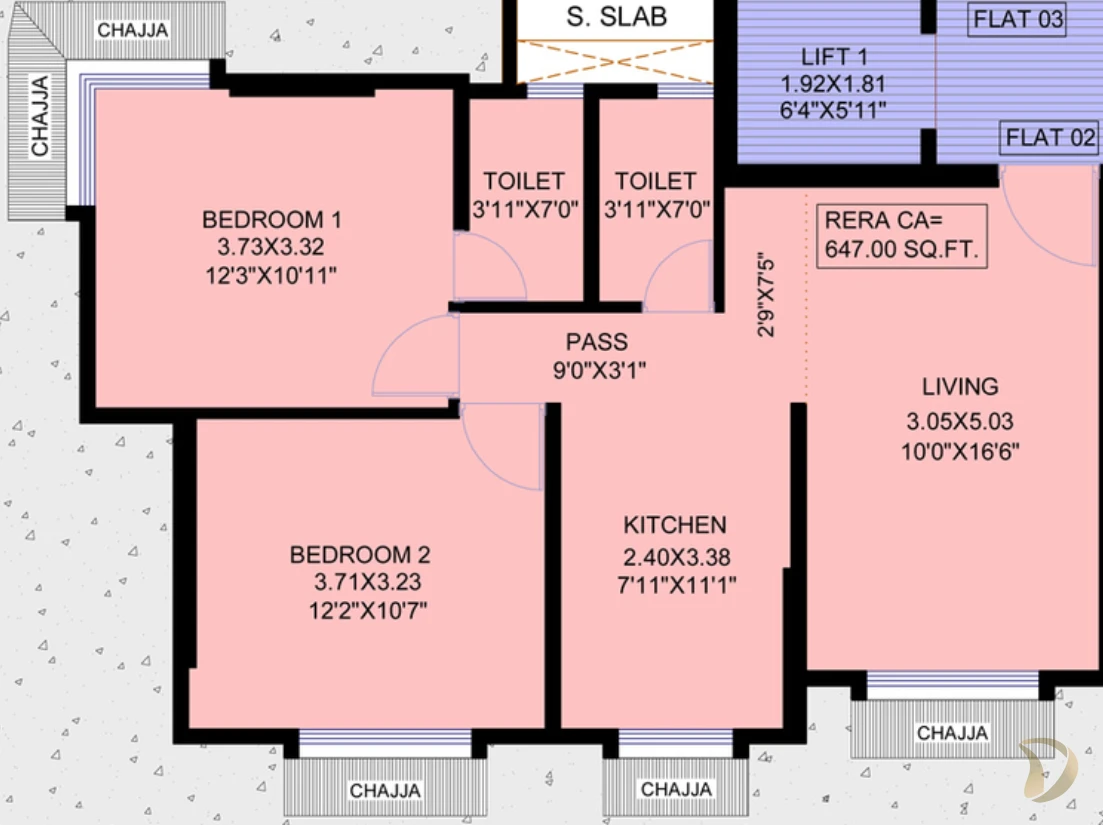 CHAJJA
CHAJJA
S. SLAB
FLAT 03
LIFT 1
1.92X1.81
6'4"X5'11"
FLAT 02
TOILET
3'11"X7'0"
TOILET
3'11"X7'0"
BEDROOM 1
3.73X3.32
12'3"X10'11"
RERA CA=
647.00 SQ.FT.
2'9"X7'5"
PASS
9'0"X3'1"
LIVING
3.05X5.03
10'0"X16'6"
KITCHEN
2.40X3.38
7'11"X11'1"
BEDROOM 2
3.71X3.23
12'2"X10'7"
CHAJJA
CHAJJA
CHAJJA